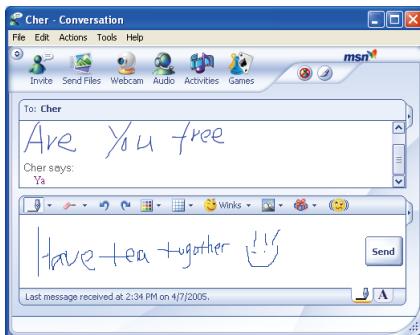 Cher - Conversation
File Edit Actions Tools Help
msn
Invite Send Files Webcam Audio Activities Games
To: Cher
Are You free
Cher says:
Ya
Winks
Have tea together
Send
Last message received at 2:34 PM on 4/7/2005.
A